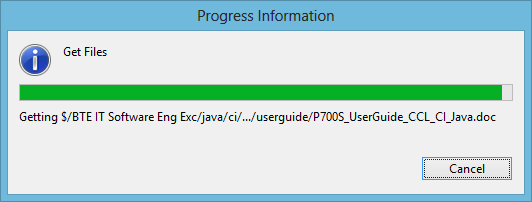 Progress Information
Get Files
Getting $/BTE IT Software Eng Exc/java/ci/.../userguide/P700S_UserGuide_CCL_CI_Java.doc
Cancel